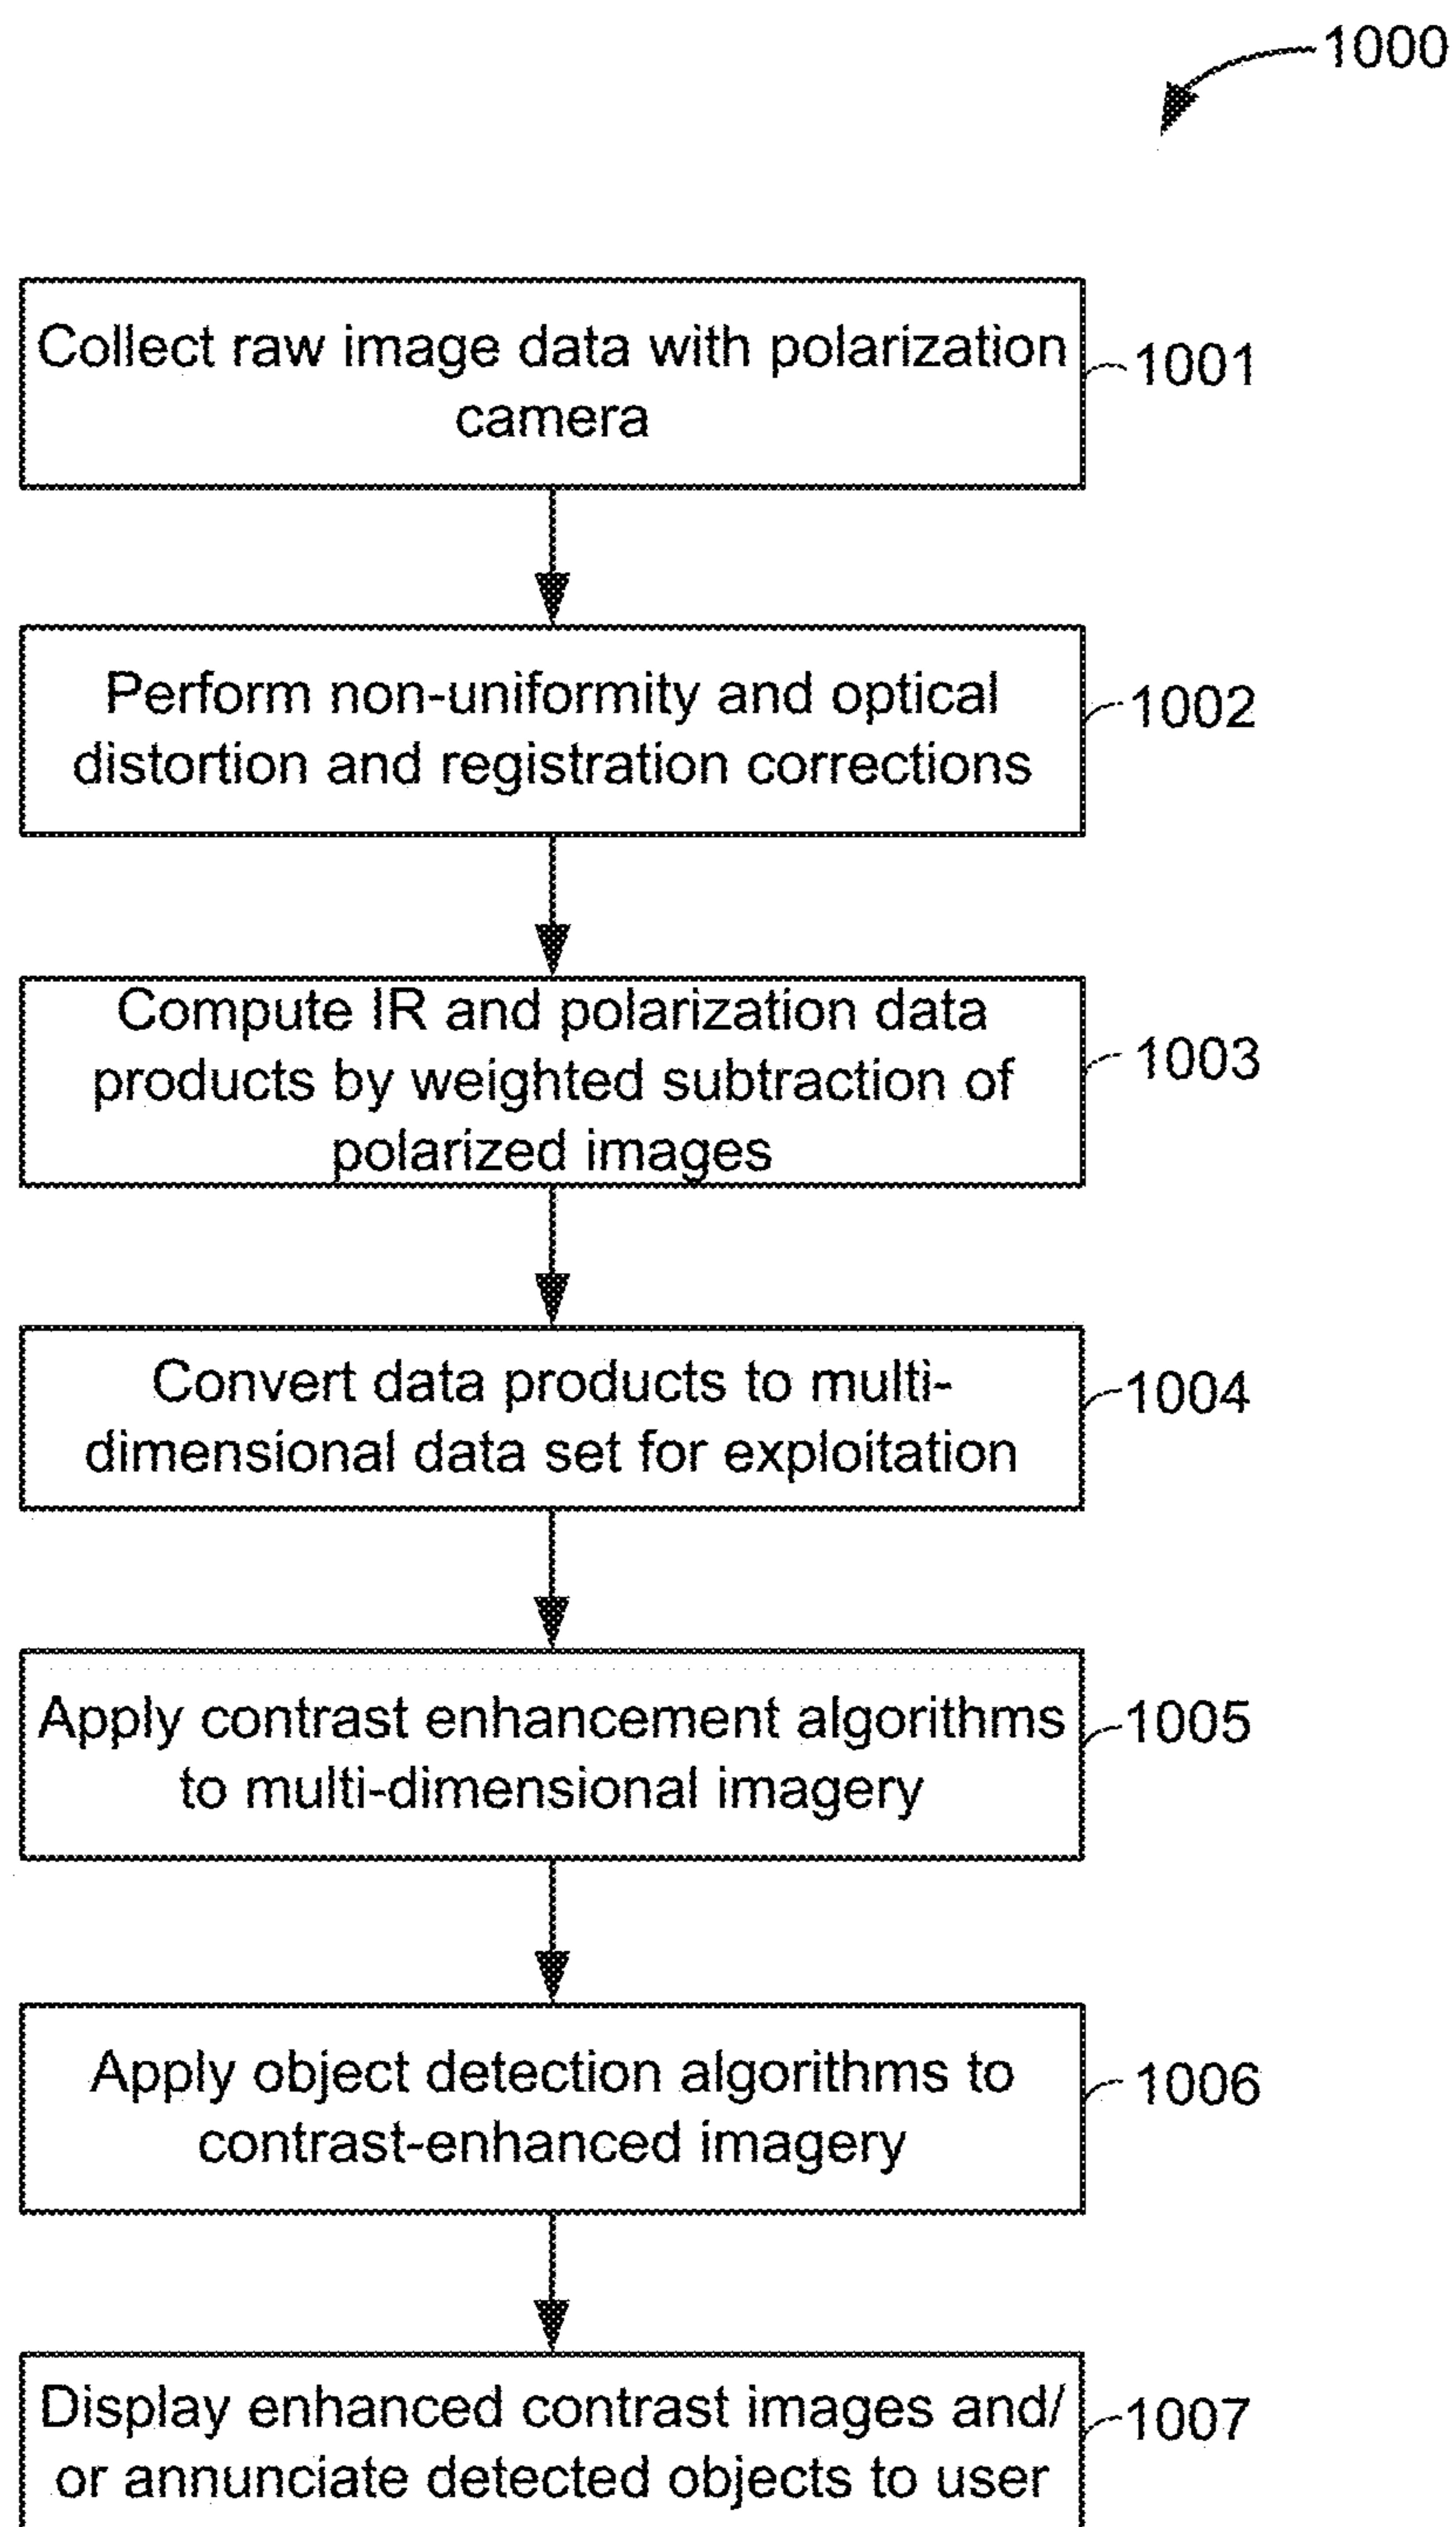 1000
Collect raw image data with polarization
camera
1001
Perform non-uniformity and optical
distortion and registration corrections
1002
Compute IR and polarization data
products by weighted subtraction of
polarized images
1003
Convert data products to multi-
dimensional data set for exploitation
1004
Apply contrast enhancement algorithms
to multi-dimensional imagery
1005
Apply object detection algorithms to
contrast-enhanced imagery
1006
Display enhanced contrast images and/
or annunciate detected objects to user
1007